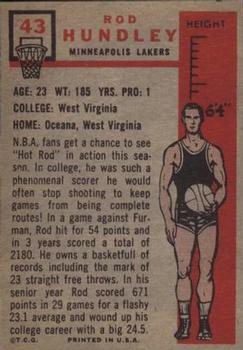 43
ROD
HUNDLEY
MINNEAPOLIS LAKERS
HEIGHT
6'4"
AGE: 23 WT: 185 YRS. PRO: 1
COLLEGE: West Virginia
HOME: Oceana, West Virginia
N.B.A. fans get a chance to see
"Hot Rod" in action this sea-
son. In college, he was such a
phenomenal scorer he would
often stop shooting to keep
games from being complete
routes! In a game against Fur-
man, Rod hit for 54 points and
in 3 years scored a total of
2180. He owns a basketfull of
records including the mark of
23 straight free throws. In his
senior year Rod scored 671
points in 29 games for a flashy
23.1 average and wound up his
college career with a big 24.5.
©T.C.G. PRINTED IN U.S.A.